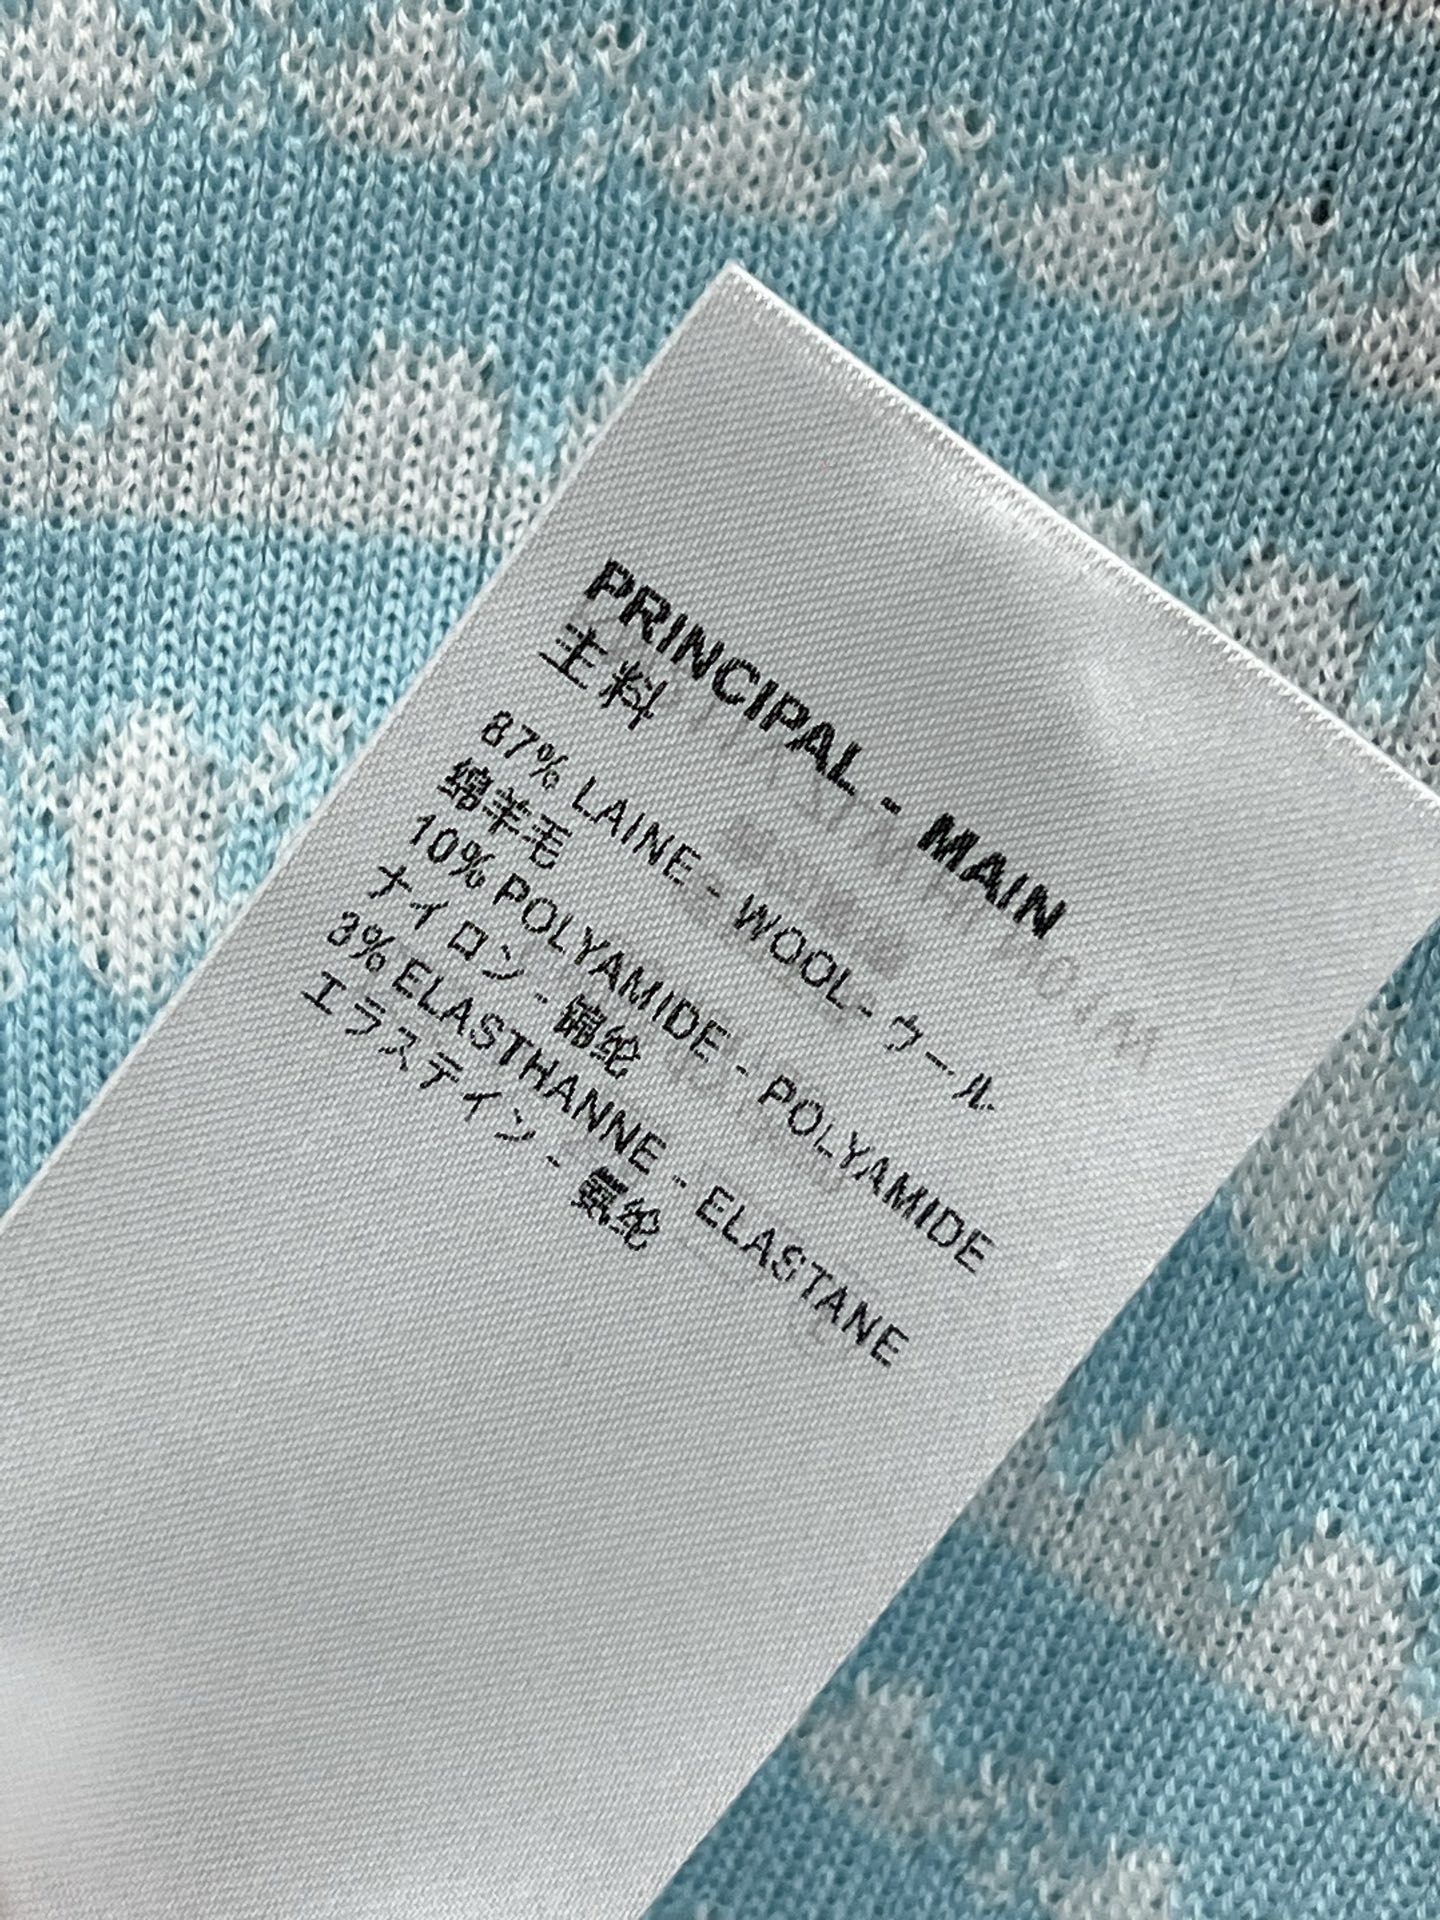 PRINCIPAL - MAIN
主料
87% LAINE - WOOL - ウール
绵羊毛
10% POLYAMIDE - POLYAMIDE
ナイロン - 锦纶
3% ELASTHANNE - ELASTANE
エラステイン - 氨纶